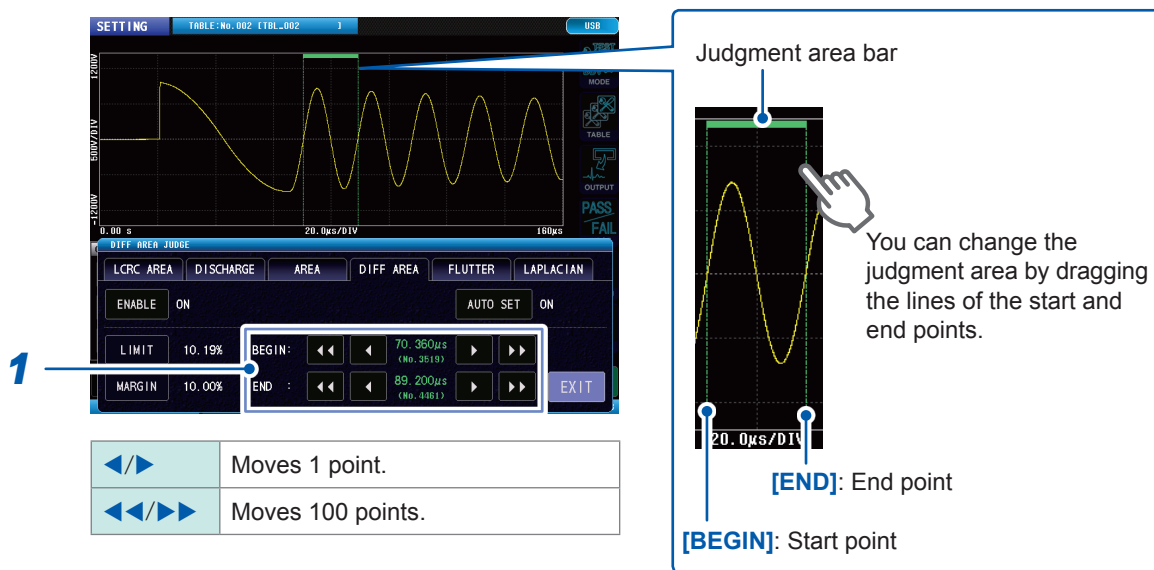 SETTING TABLE:No.002 [TBL_002 ] USB
1200V
500V/DIV
-1200V
0.00 s 20.0µs/DIV 160µs
TEST
MODE
TABLE
OUTPUT
PASS
FAIL
DIFF AREA JUDGE
LCRC AREA DISCHARGE AREA DIFF AREA FLUTTER LAPLACIAN
ENABLE ON AUTO SET ON
LIMIT 10.19% BEGIN: ◀◀ ◀ 70.360µs ▶ ▶▶
(No.3519)
MARGIN 10.00% END : ◀◀ ◀ 89.200µs ▶ ▶▶ EXIT
(No.4461)
1
◀/▶ Moves 1 point.
◀◀/▶▶ Moves 100 points.
Judgment area bar
You can change the
judgment area by dragging
the lines of the start and
end points.
20.0µs/DIV
[END]: End point
[BEGIN]: Start point